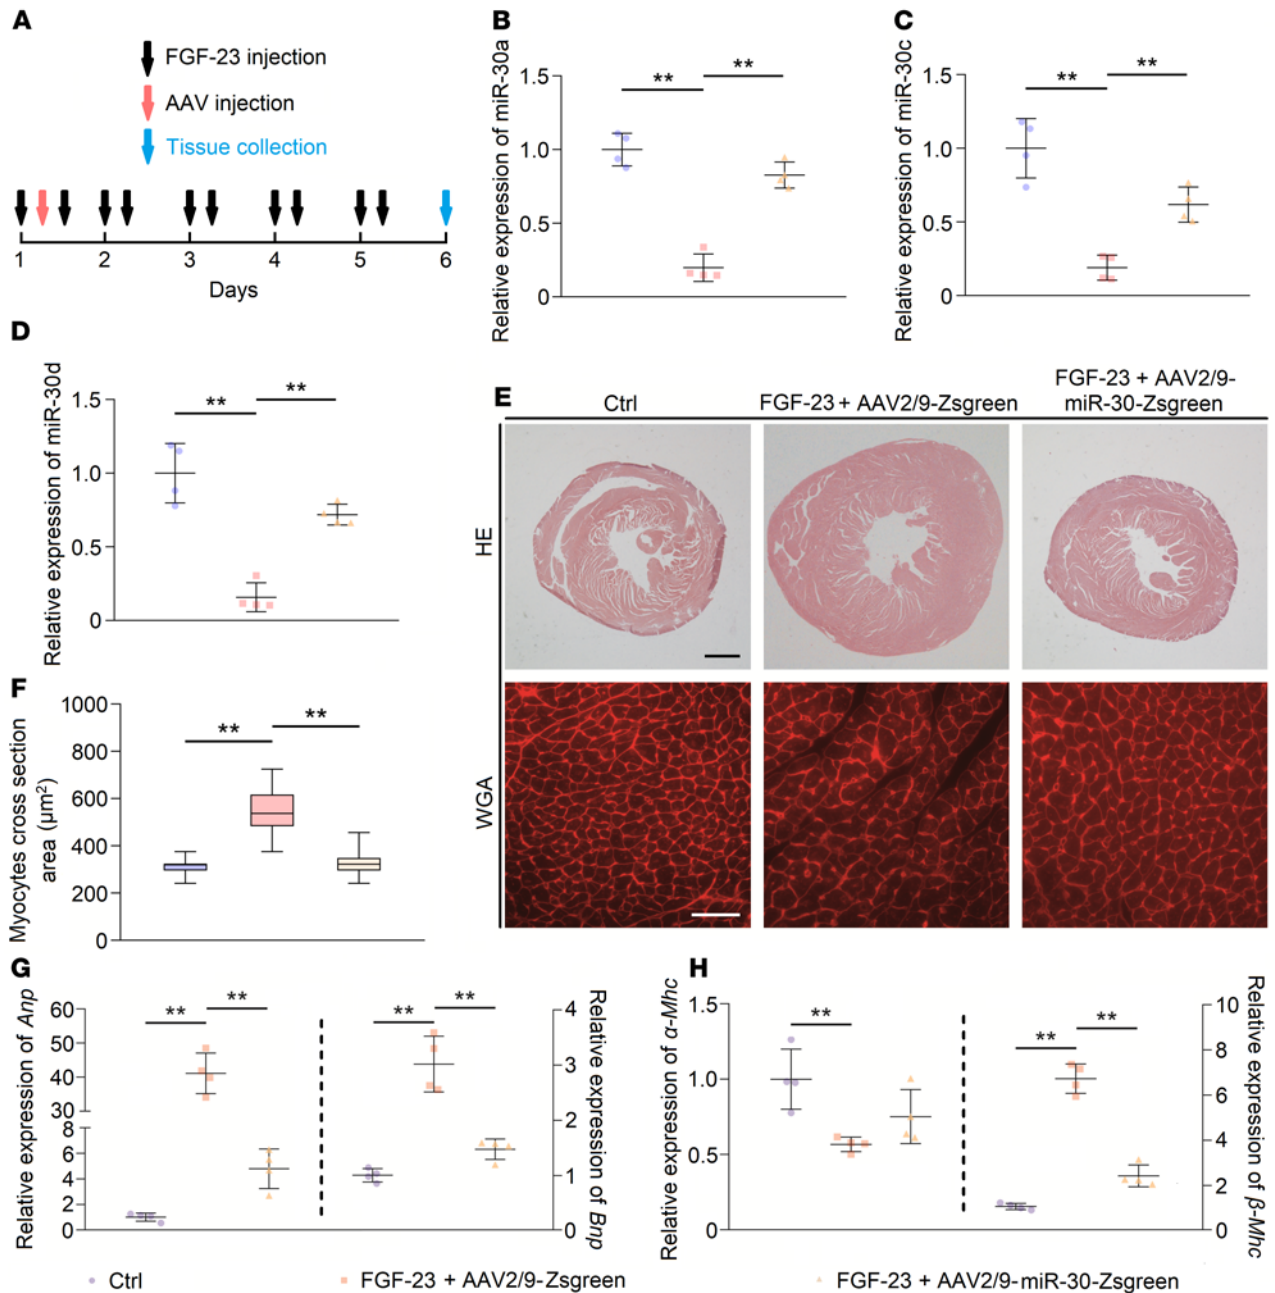 A
FGF-23 injection
AAV injection
Tissue collection
1 2 3 4 5 6
Days
B
Relative expression of miR-30a
1.5
1.0
0.5
0
** **
C
Relative expression of miR-30c
1.5
1.0
0.5
0
** **
D
Relative expression of miR-30d
1.5
1.0
0.5
0
** **
E
Ctrl
FGF-23 + AAV2/9-Zsgreen
FGF-23 + AAV2/9-
miR-30-Zsgreen
HE
WGA
F
Myocytes cross section
area (µm²)
1000
800
600
400
200
0
** **
G
Relative expression of Anp
60
50
40
30
8
6
4
2
0
** **
** **
4
3
2
1
0
Relative expression of Bnp
H
Relative expression of α-Mhc
1.5
1.0
0.5
0
**
** **
10
8
6
4
2
0
Relative expression of β-Mhc
Ctrl
FGF-23 + AAV2/9-Zsgreen
FGF-23 + AAV2/9-miR-30-Zsgreen